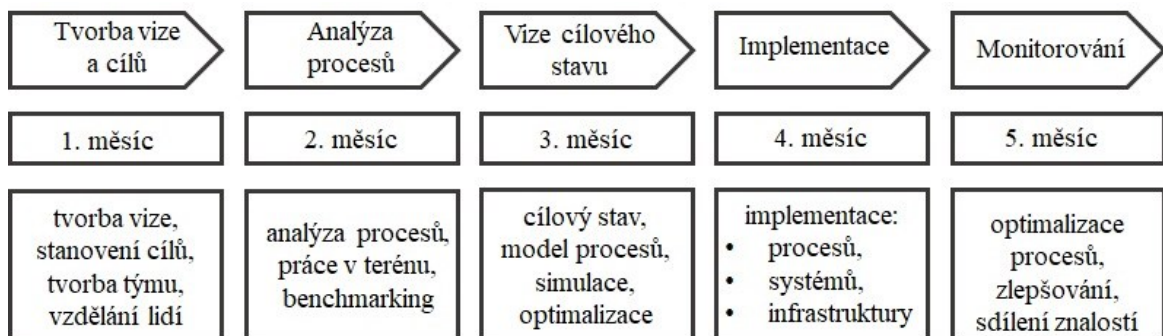 Tvorba vize
a cílů
Analýza
procesů
Vize cílového
stavu
Implementace
Monitorování
1. měsíc
2. měsíc
3. měsíc
4. měsíc
5. měsíc
tvorba vize,
stanovení cílů,
tvorba týmu,
vzdělání lidí
analýza procesů,
práce v terénu,
benchmarking
cílový stav,
model procesů,
simulace,
optimalizace
implementace:
• procesů,
• systémů,
• infrastruktury
optimalizace
procesů,
zlepšování,
sdílení znalostí